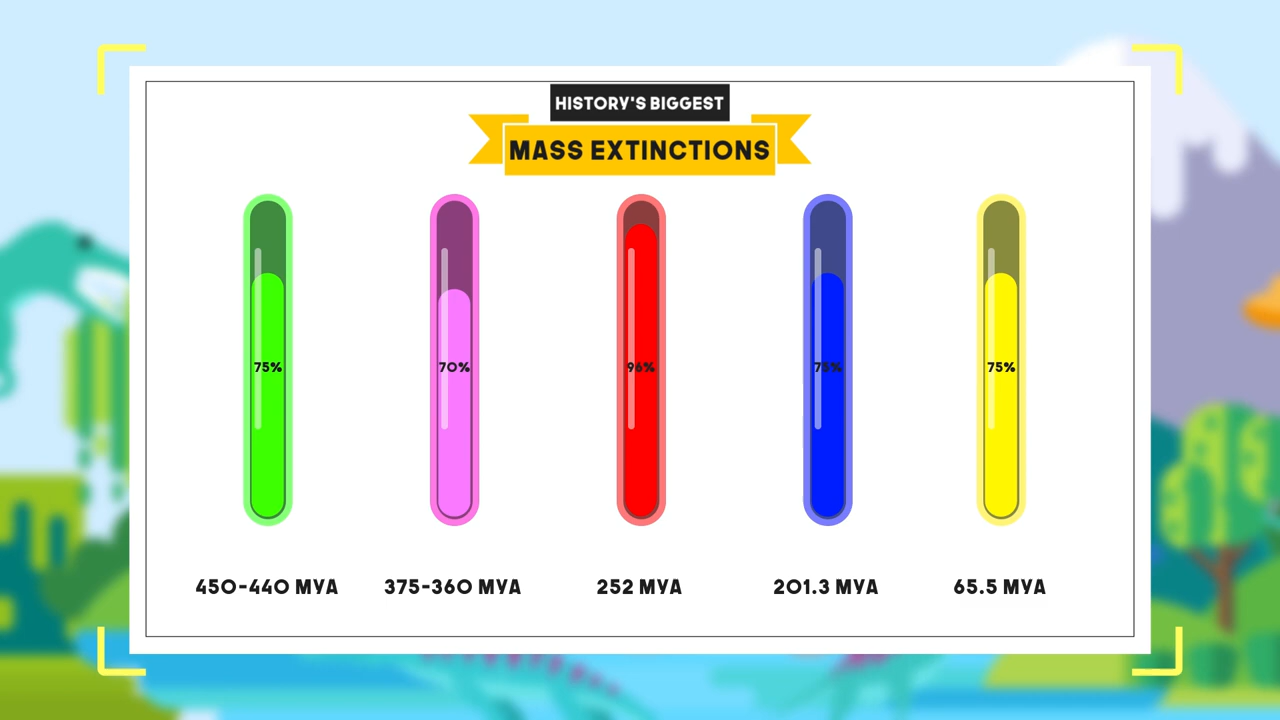 HISTORY'S BIGGEST
MASS EXTINCTIONS
75% 70% 96% 75% 75%
450-440 MYA 375-360 MYA 252 MYA 201.3 MYA 65.5 MYA